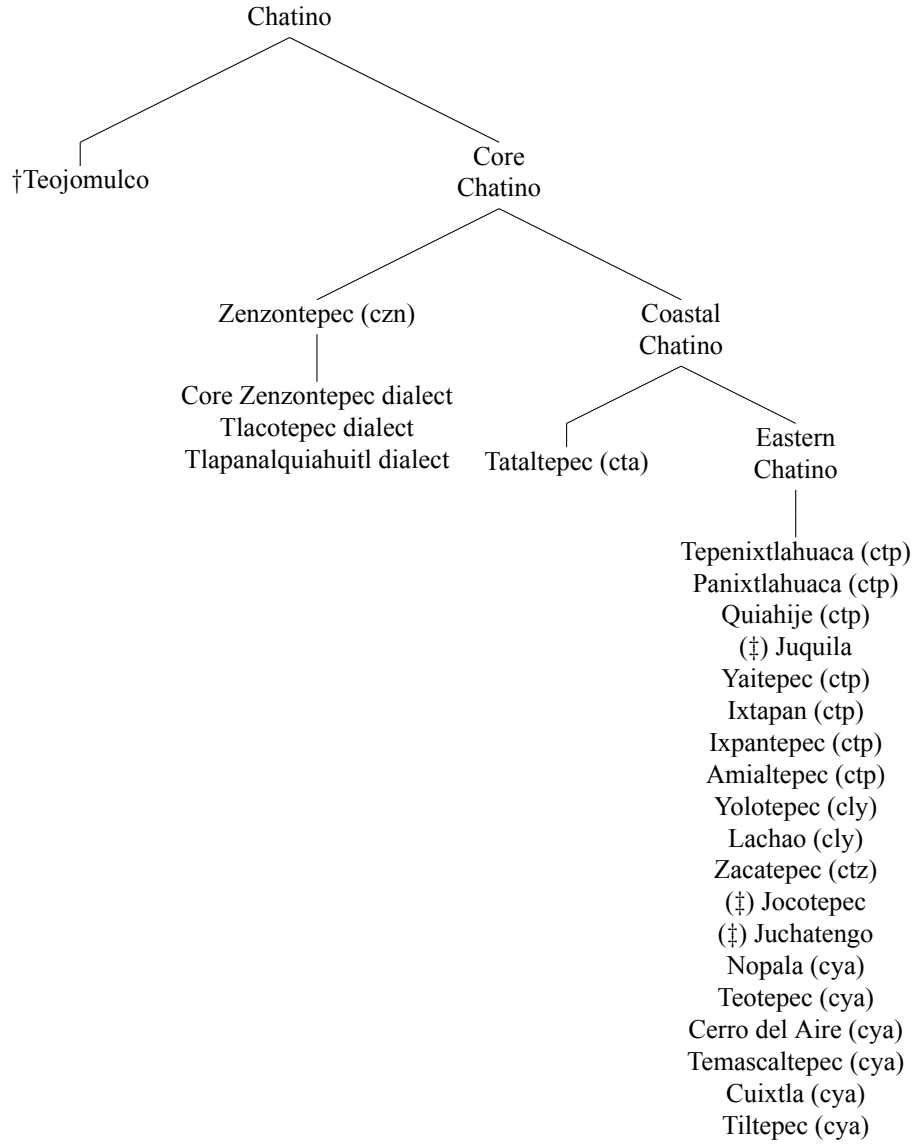 Chatino
†Teojomulco
Core
Chatino
Zenzontepec (czn)
Core Zenzontepec dialect
Tlacotepec dialect
Tlapanalquiahuitl dialect
Coastal
Chatino
Tataltepec (cta)
Eastern
Chatino
Tepenixtlahuaca (ctp)
Panixtlahuaca (ctp)
Quiahije (ctp)
(‡) Juquila
Yaitepec (ctp)
Ixtapan (ctp)
Ixpantepec (ctp)
Amialtepec (ctp)
Yolotepec (cly)
Lachao (cly)
Zacatepec (ctz)
(‡) Jocotepec
(‡) Juchatengo
Nopala (cya)
Teotepec (cya)
Cerro del Aire (cya)
Temascaltepec (cya)
Cuixtla (cya)
Tiltepec (cya)